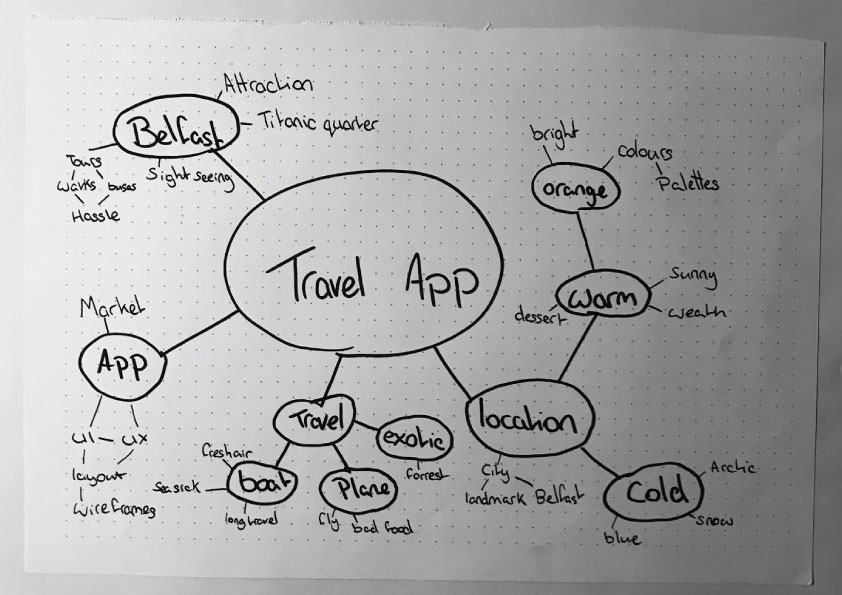 Attraction
Belfast
Titanic quarter
Tours
Sight seeing
walks
buses
Hassle
Travel App
bright
colours
Palettes
orange
sunny
warm
dessert
wealth
Market
App
UI
UX
layout
wireframes
Travel
exotic
forrest
fresh air
boat
sea sick
long travel
Plane
fly
bad food
location
City
landmark
Belfast
Cold
Arctic
snow
blue